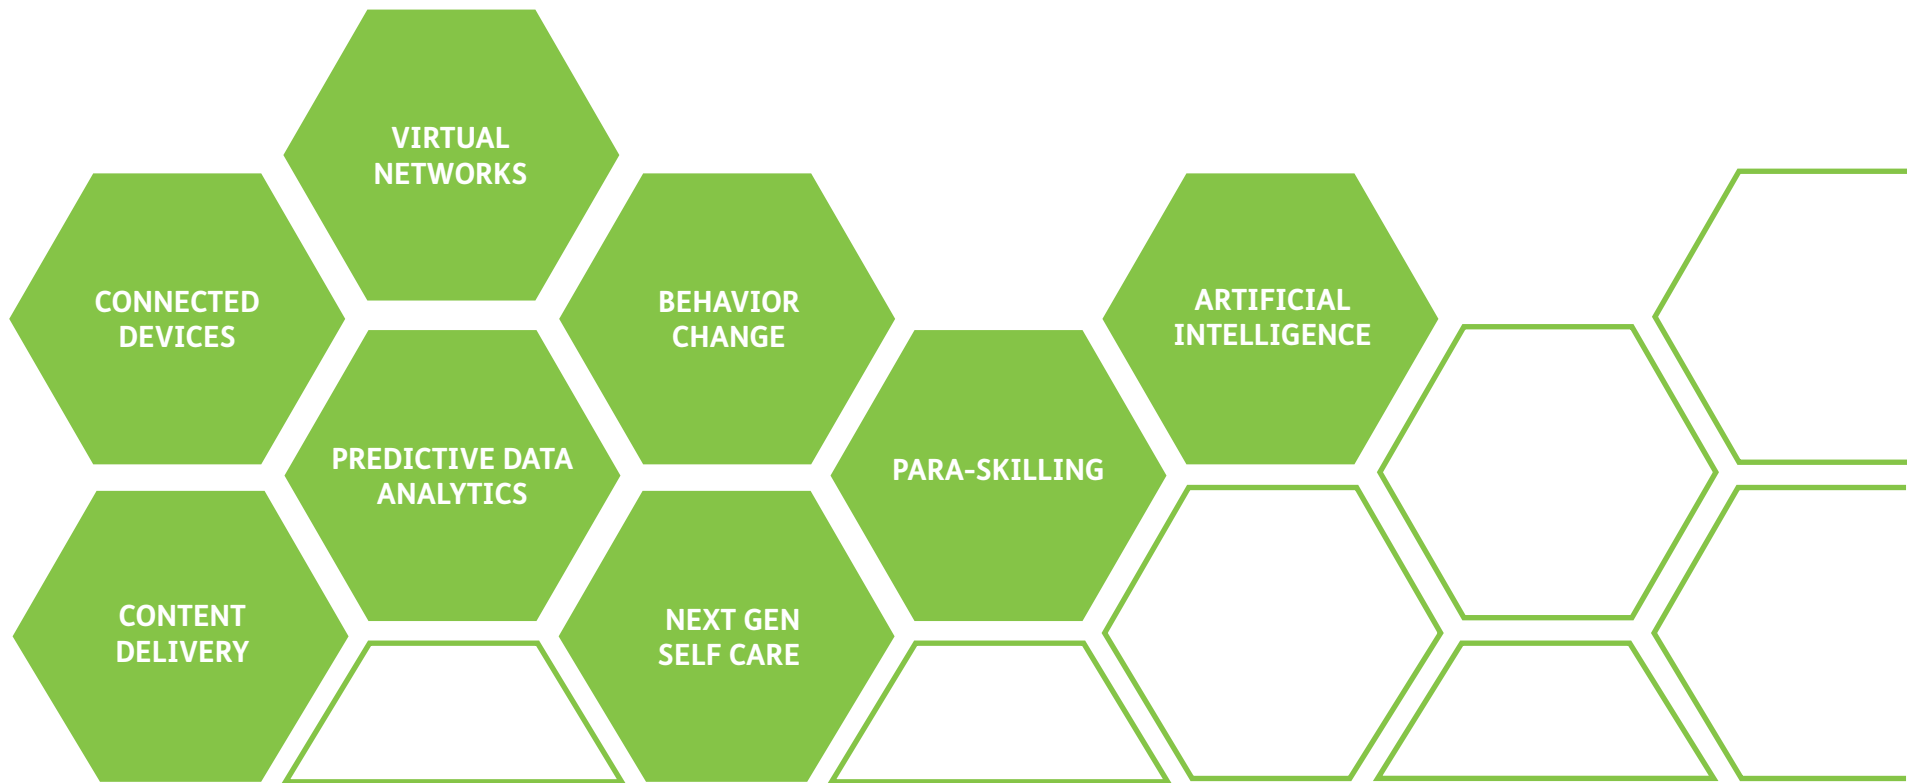 VIRTUAL
NETWORKS
CONNECTED
DEVICES
BEHAVIOR
CHANGE
ARTIFICIAL
INTELLIGENCE
PREDICTIVE DATA
ANALYTICS
PARA-SKILLING
CONTENT
DELIVERY
NEXT GEN
SELF CARE